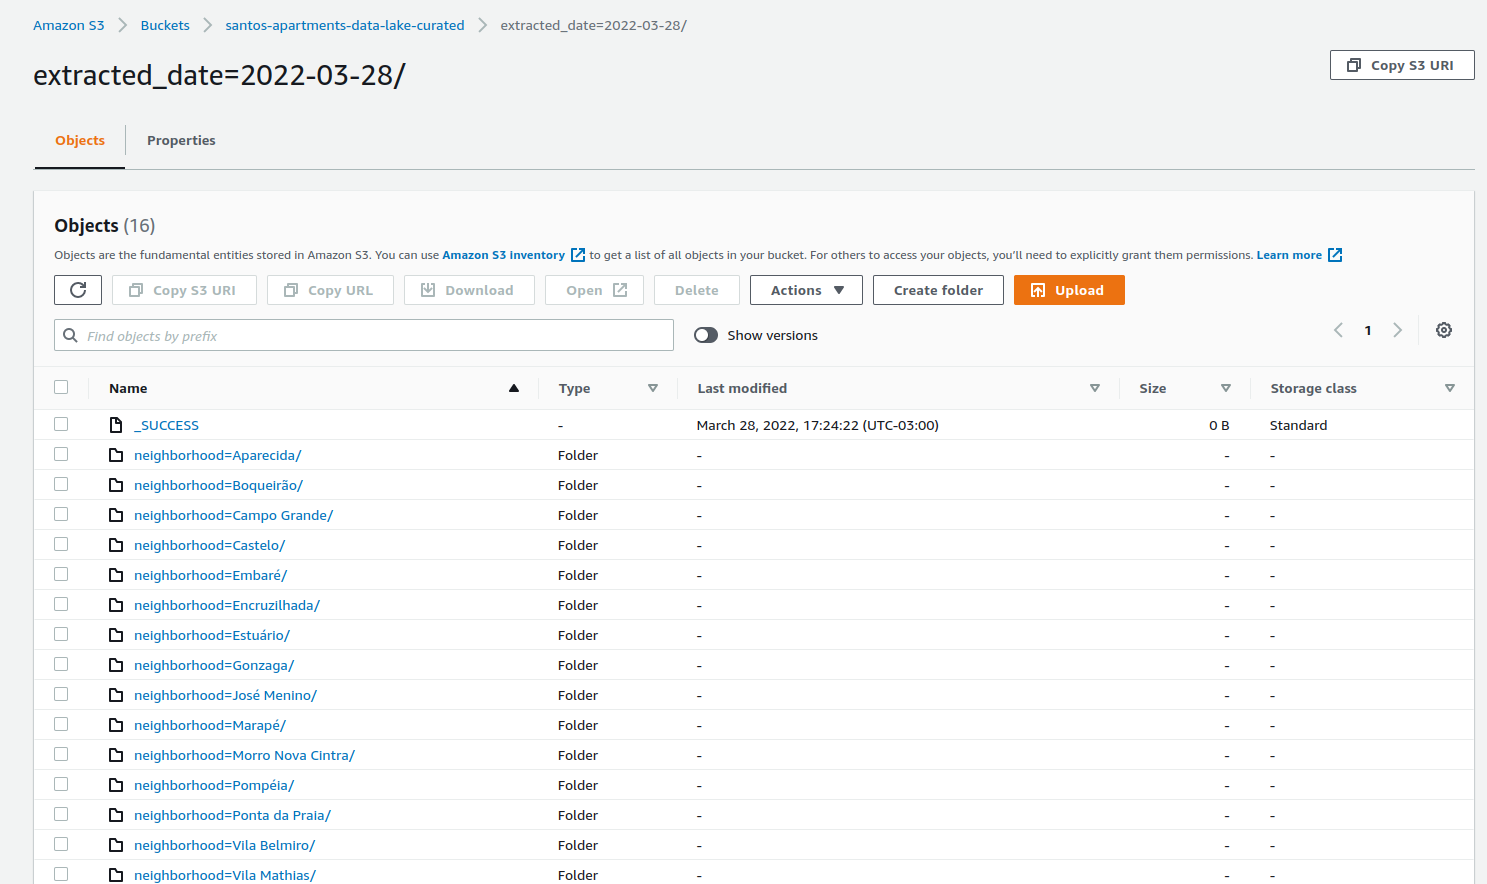 Amazon S3 > Buckets > santos-apartments-data-lake-curated > extracted_date=2022-03-28/
extracted_date=2022-03-28/
Copy S3 URI
Objects Properties
Objects (16)
Objects are the fundamental entities stored in Amazon S3. You can use Amazon S3 inventory to get a list of all objects in your bucket. For others to access your objects, you'll need to explicitly grant them permissions. Learn more
Copy S3 URI Copy URL Download Open Delete Actions Create folder Upload
Find objects by prefix Show versions 1
Name Type Last modified Size Storage class
_SUCCESS - March 28, 2022, 17:24:22 (UTC-03:00) 0 B Standard
neighborhood=Aparecida/ Folder - - -
neighborhood=Boqueirão/ Folder - - -
neighborhood=Campo Grande/ Folder - - -
neighborhood=Castelo/ Folder - - -
neighborhood=Embaré/ Folder - - -
neighborhood=Encruzilhada/ Folder - - -
neighborhood=Estuário/ Folder - - -
neighborhood=Gonzaga/ Folder - - -
neighborhood=José Menino/ Folder - - -
neighborhood=Marapé/ Folder - - -
neighborhood=Morro Nova Cintra/ Folder - - -
neighborhood=Pompéia/ Folder - - -
neighborhood=Ponta da Praia/ Folder - - -
neighborhood=Vila Belmiro/ Folder - - -
neighborhood=Vila Mathias/ Folder - - -